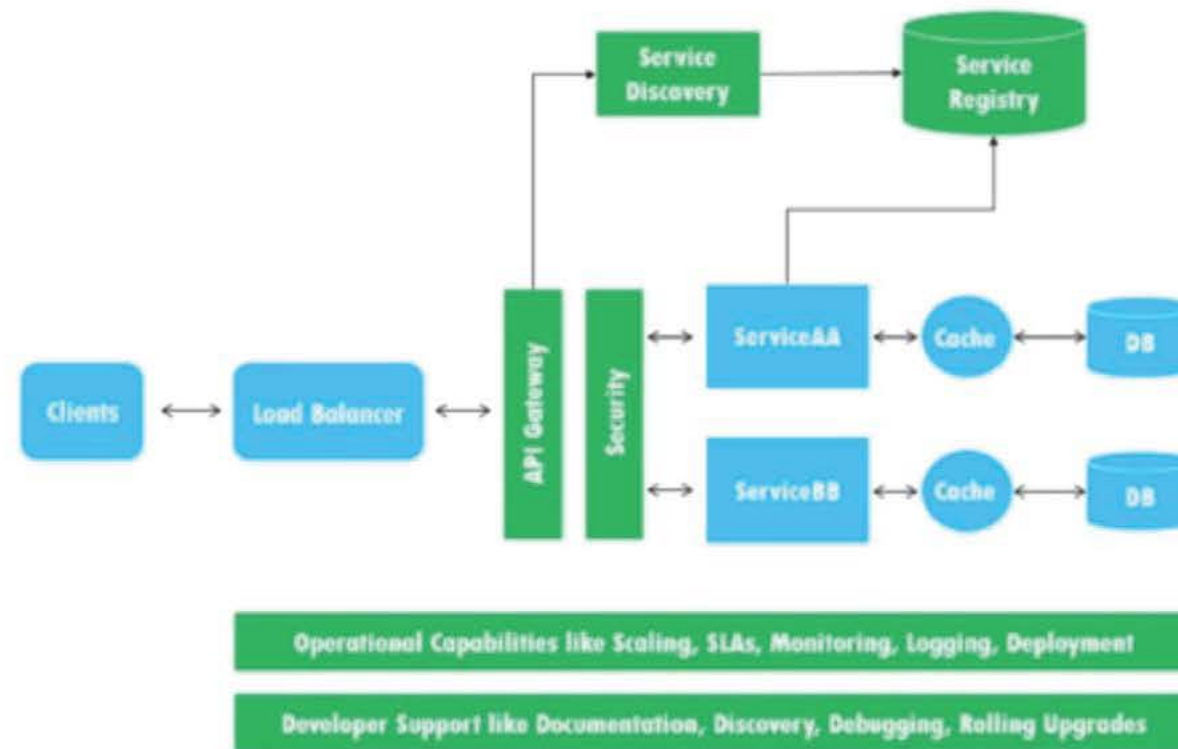 Service
Discovery
Service
Registry
Clients
Load Balancer
API Gateway
Security
ServiceAA
Cache
DB
ServiceBB
Cache
DB
Operational Capabilities like Scaling, SLAs, Monitoring, Logging, Deployment
Developer Support like Documentation, Discovery, Debugging, Rolling Upgrades